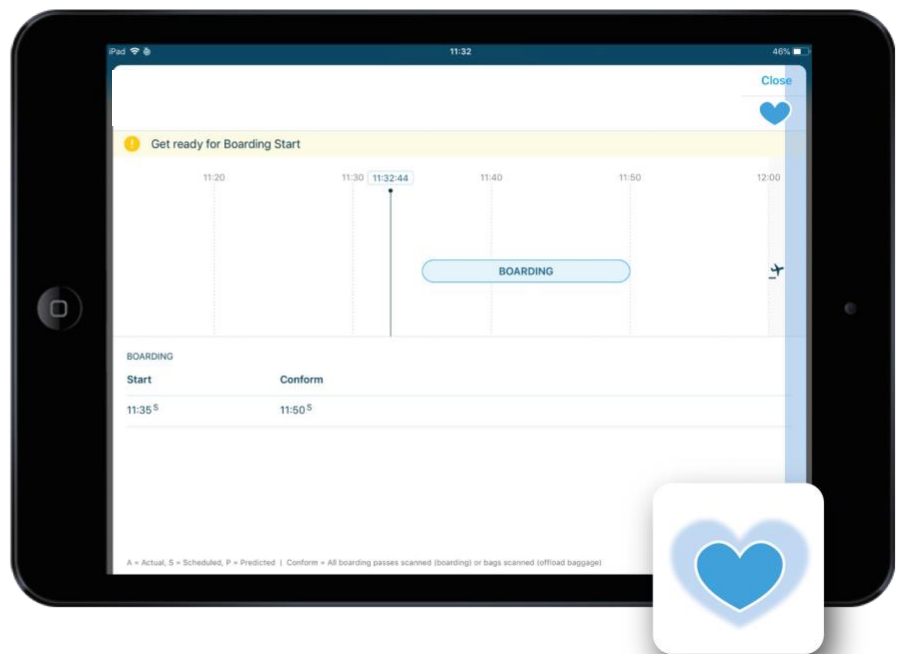 iPad 11:32 46%
Close
Get ready for Boarding Start
11:20 11:30 11:32:44 11:40 11:50 12:00
BOARDING
BOARDING
Start Conform
11:35 S 11:50 S
A = Actual, S = Scheduled, P = Predicted | Conform = All boarding passes scanned (boarding) or bags scanned (offload baggage)